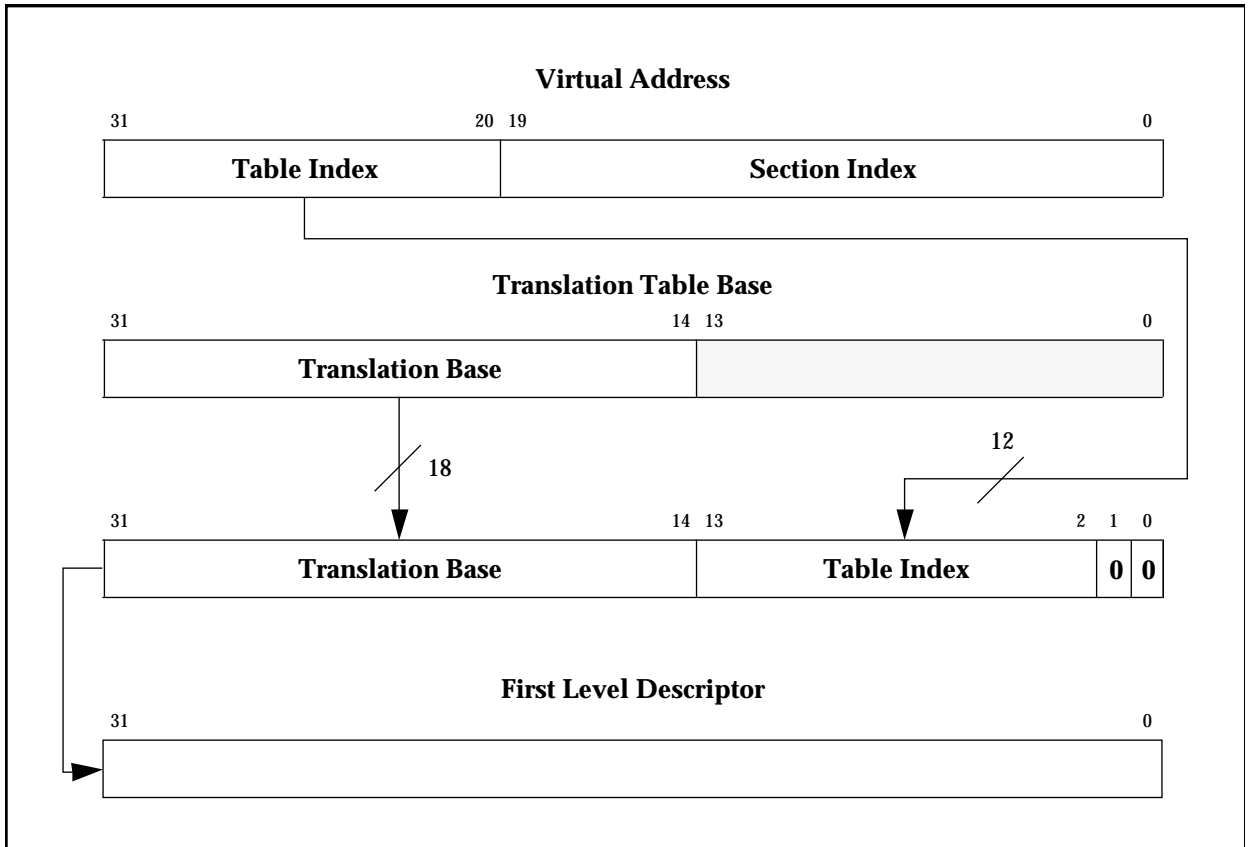 Virtual Address
31 20 19 0
Table Index Section Index
Translation Table Base
31 14 13 0
Translation Base
18
12
31 14 13 2 1 0
Translation Base Table Index 0 0
First Level Descriptor
31 0